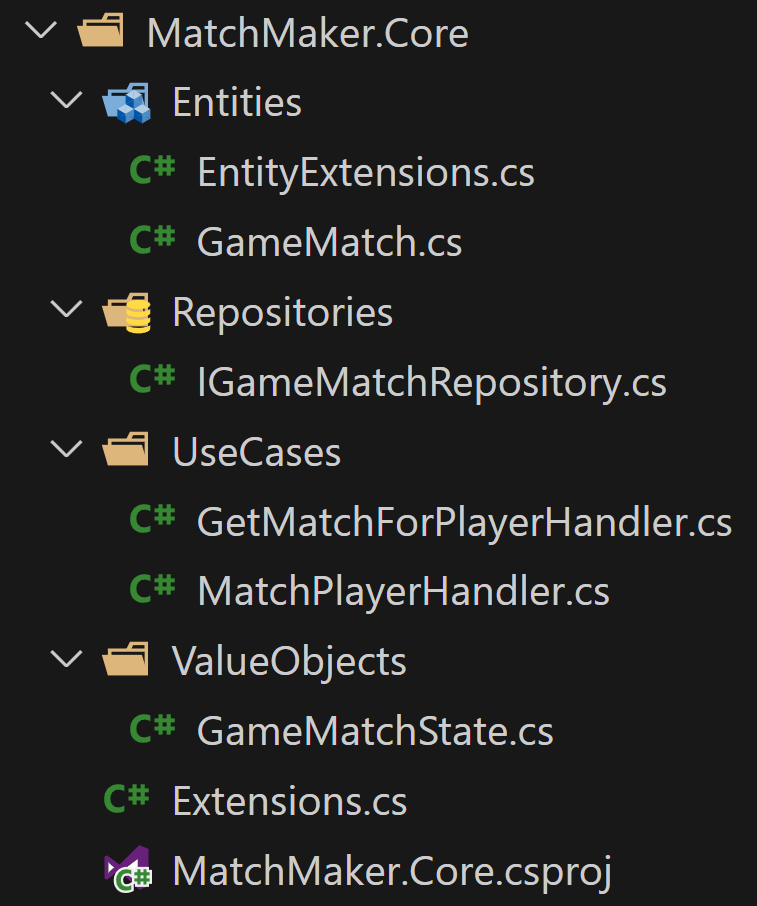 MatchMaker.Core
Entities
C# EntityExtensions.cs
C# GameMatch.cs
Repositories
C# IGameMatchRepository.cs
UseCases
C# GetMatchForPlayerHandler.cs
C# MatchPlayerHandler.cs
ValueObjects
C# GameMatchState.cs
C# Extensions.cs
C# MatchMaker.Core.csproj